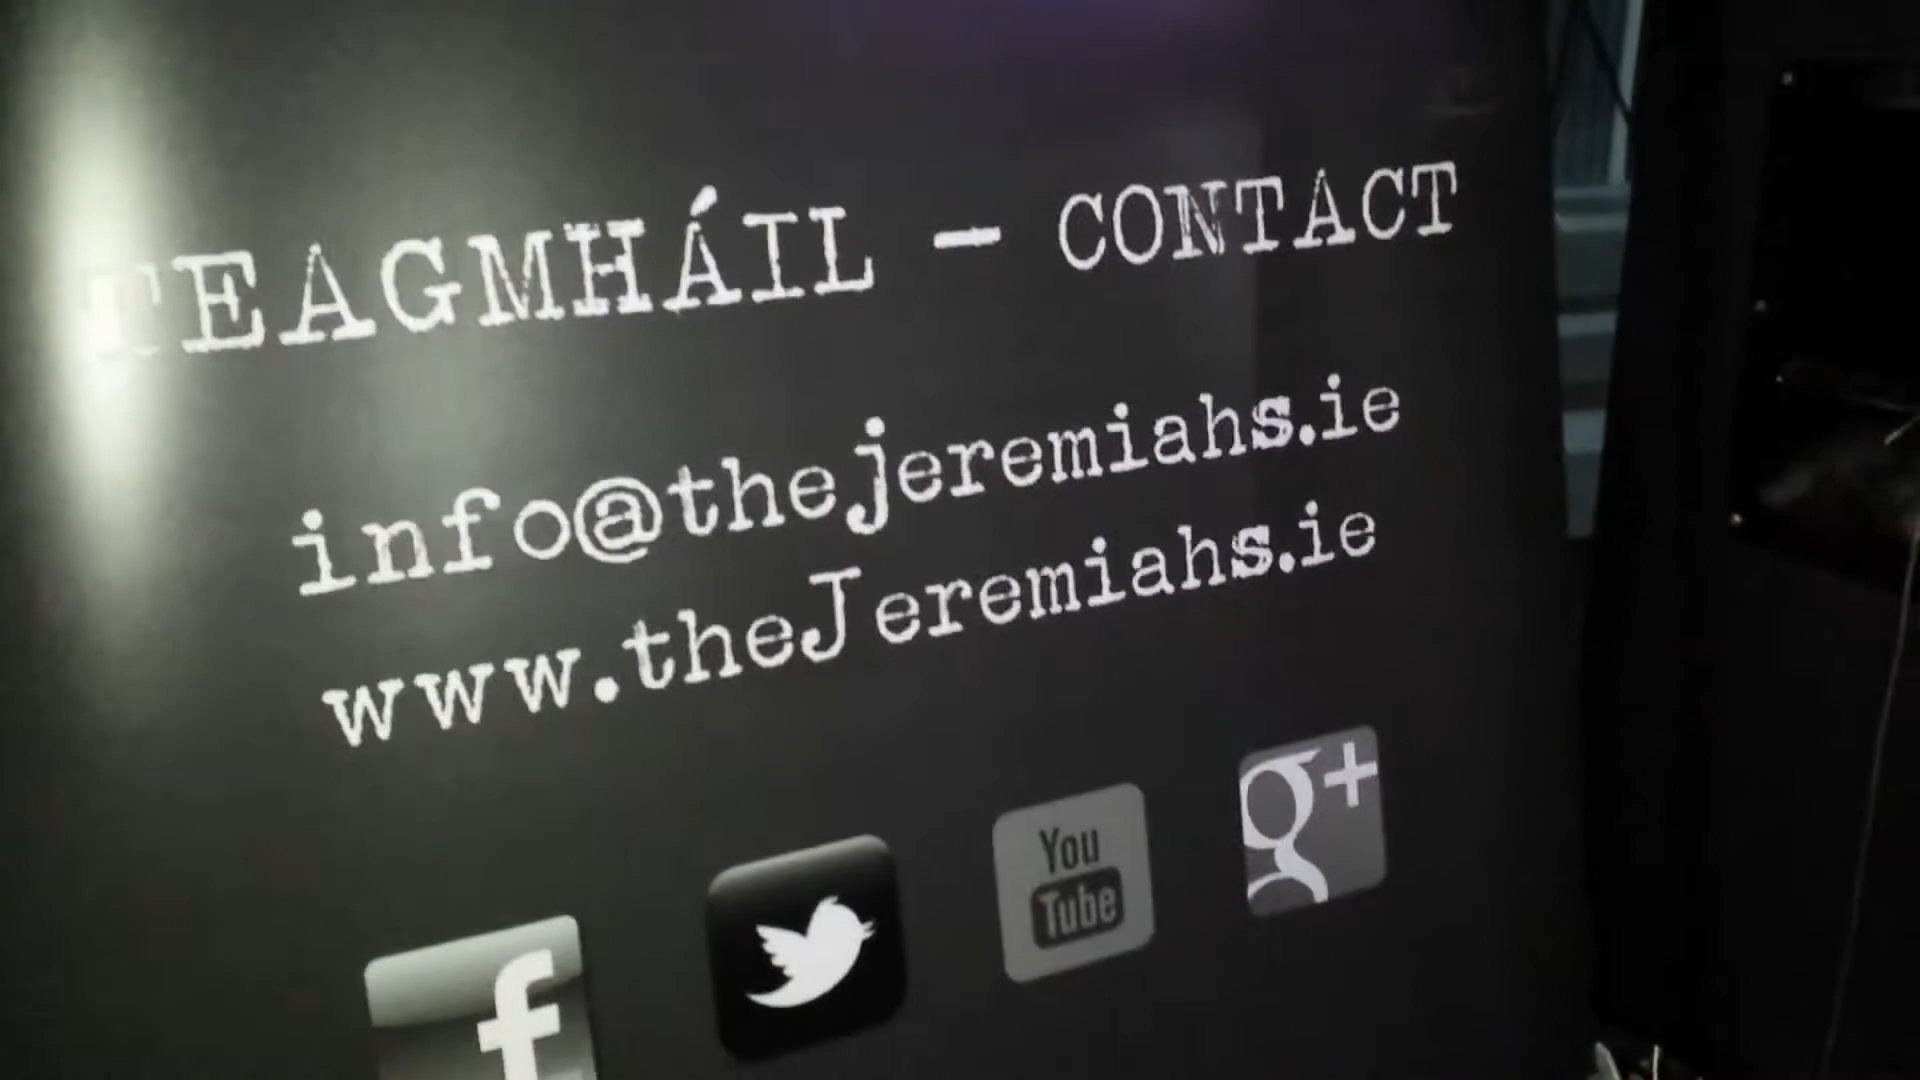 TEAGMHÁIL - CONTACT
info@thejeremiahs.ie
www.theJeremiahs.ie
f
You
Tube
g+